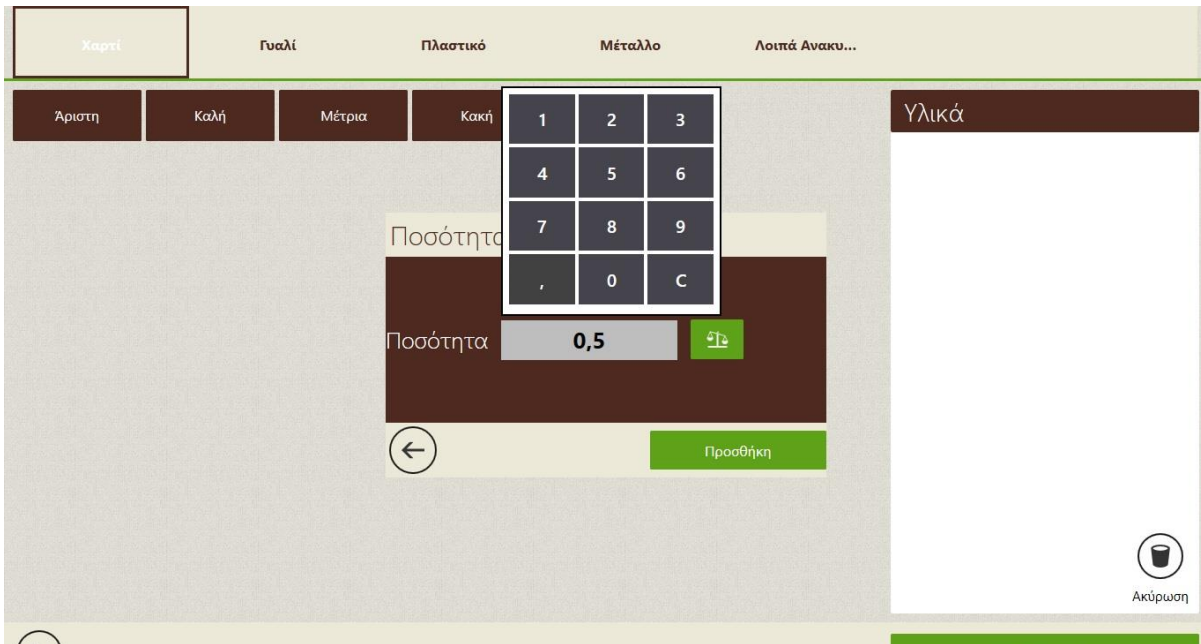 Χαρτί Γυαλί Πλαστικό Μέταλλο Λοιπά Ανακυ...
Άριστη Καλή Μέτρια Κακή
Υλικά
1 2 3
4 5 6
7 8 9
, 0 C
Ποσότητα
Ποσότητα 0,5
Προσθήκη
Ακύρωση